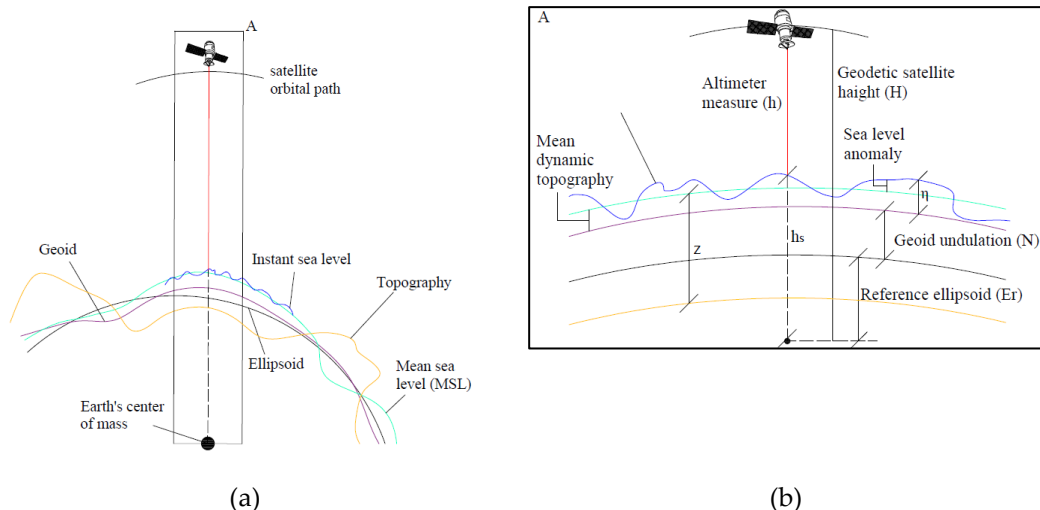 A
satellite
orbital path
Geoid
Instant sea level
Topography
Ellipsoid
Mean sea
level (MSL)
Earth's center
of mass
(a)
A
Altimeter
measure (h)
Geodetic satellite
haight (H)
Mean
dynamic
topography
Sea level
anomaly
η
z
hs
Geoid undulation (N)
Reference ellipsoid (Er)
(b)